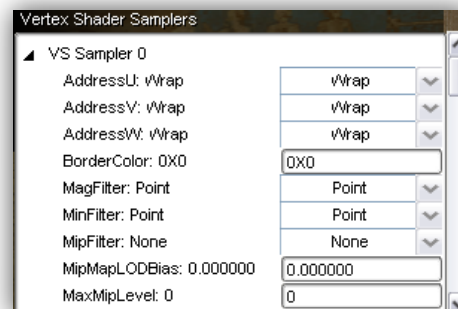 Vertex Shader Samplers
VS Sampler 0
AddressU: Wrap Wrap
AddressV: Wrap Wrap
AddressW: Wrap Wrap
BorderColor: 0X0 0X0
MagFilter: Point Point
MinFilter: Point Point
MipFilter: None None
MipMapLODBias: 0.000000 0.000000
MaxMipLevel: 0 0